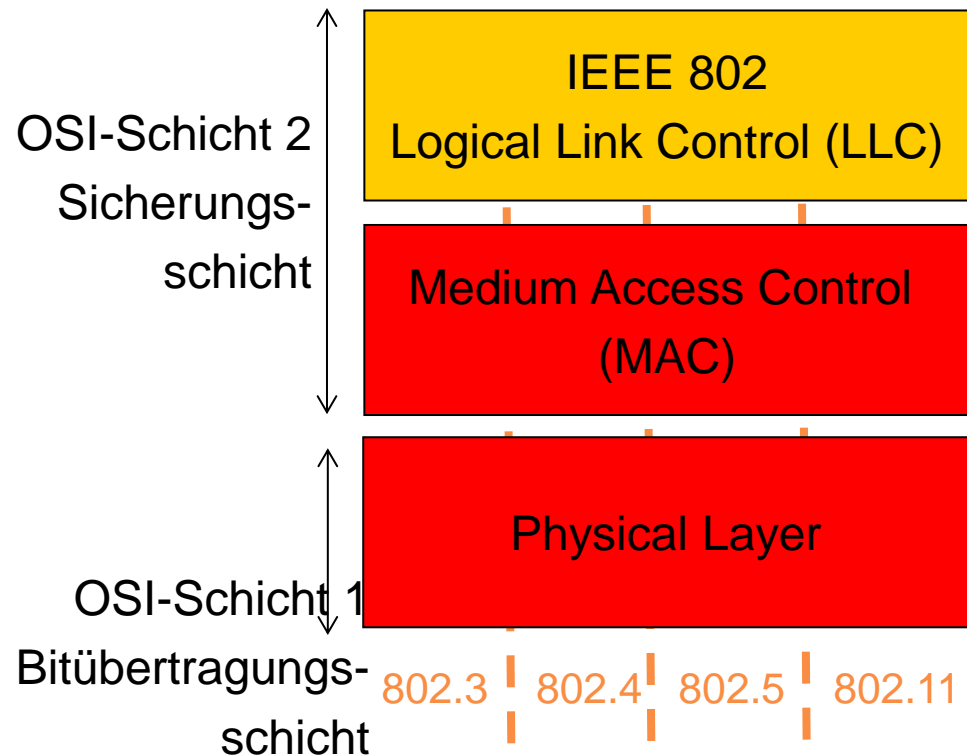 IEEE 802
Logical Link Control (LLC)
OSI-Schicht 2
Sicherungs-
schicht
Medium Access Control
(MAC)
Physical Layer
OSI-Schicht 1
Bitübertragungs-
schicht
802.3
802.4
802.5
802.11